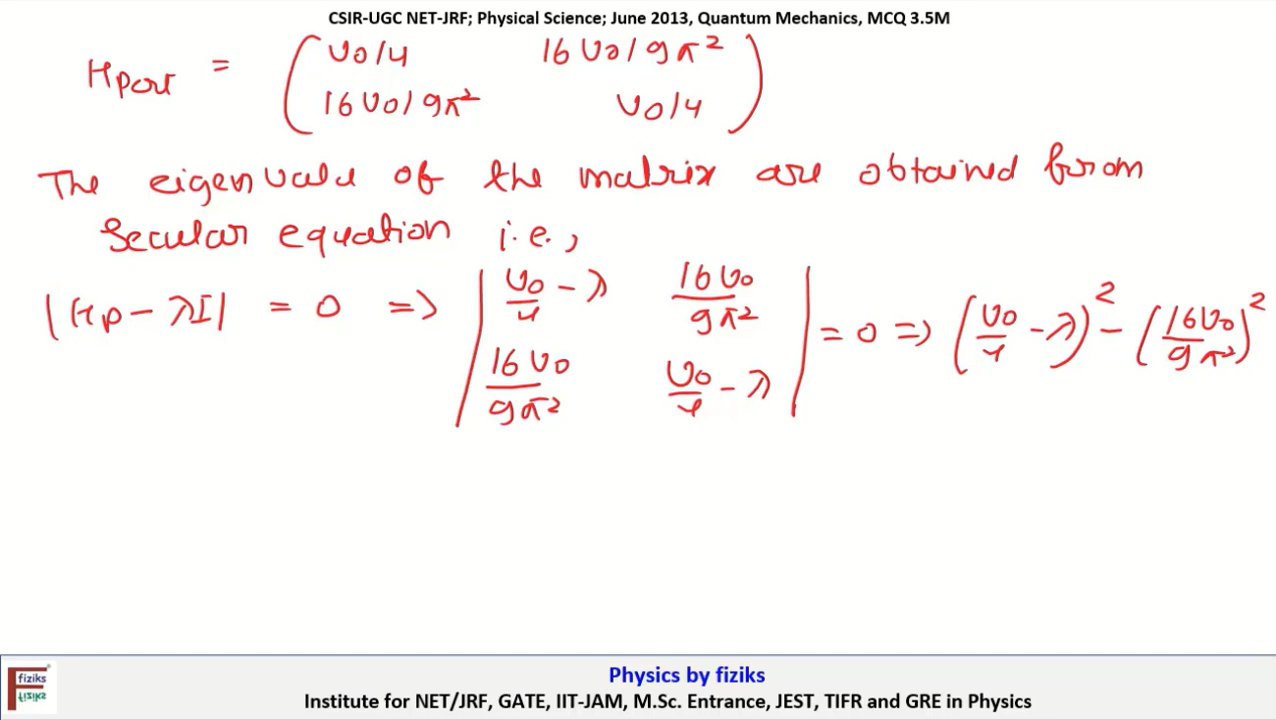 CSIR-UGC NET-JRF; Physical Science; June 2013, Quantum Mechanics, MCQ 3.5M
Hpert = ( V0/4 16V0/9π²
16V0/9π² V0/4 )
The eigenvalue of the matrix are obtained from
Secular equation i.e.,
|Hp - λI| = 0 => | V0/4 - λ 16V0/9π² | = 0 => (V0/4 - λ)² - (16V0/9π²)²
| 16V0/9π² V0/4 - λ |
fiziks
Physics by fiziks
Institute for NET/JRF, GATE, IIT-JAM, M.Sc. Entrance, JEST, TIFR and GRE in Physics